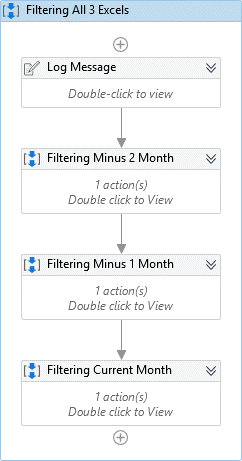 Filtering All 3 Excels
Log Message
Double-click to view
Filtering Minus 2 Month
1 action(s)
Double click to View
Filtering Minus 1 Month
1 action(s)
Double click to View
Filtering Current Month
1 action(s)
Double click to View